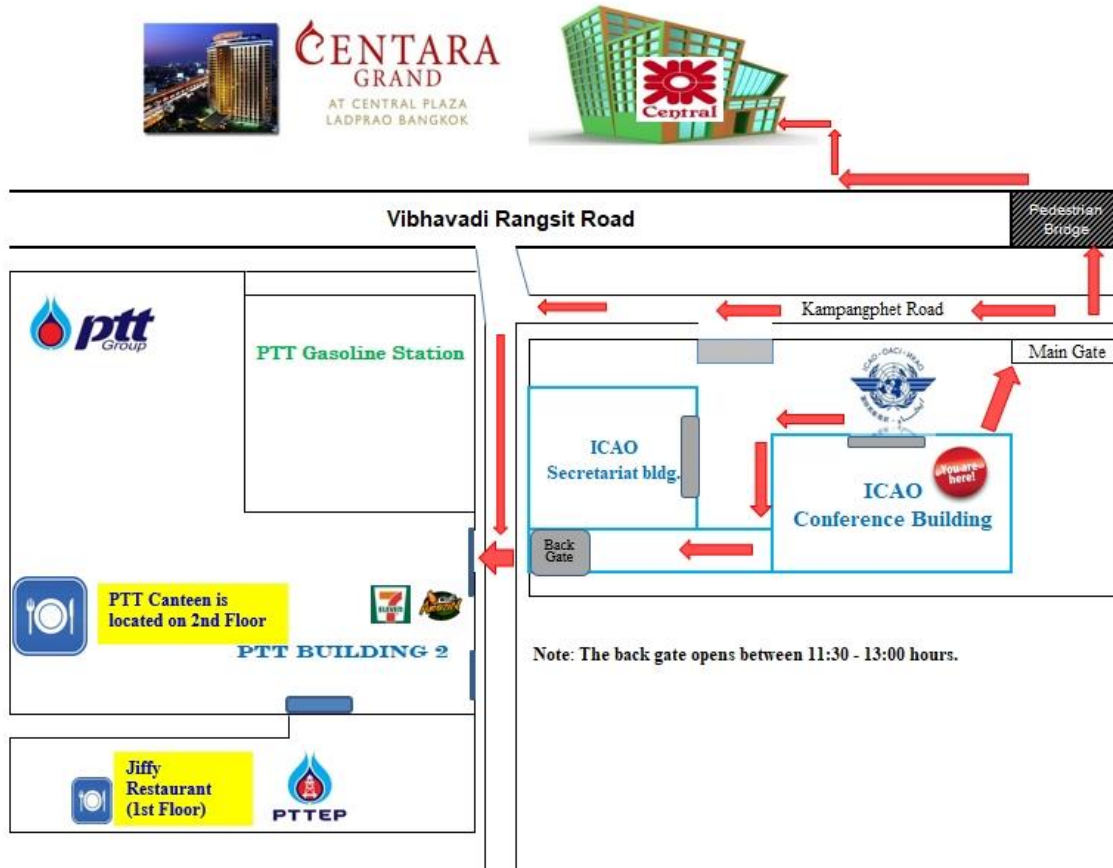 CENTARA
GRAND
AT CENTRAL PLAZA
LADPRAO BANGKOK
Central
Vibhavadi Rangsit Road
Pedestrian
Bridge
ptt
Group
PTT Gasoline Station
Kampangphet Road
Main Gate
ICAO
Secretariat bldg.
You are
here!
ICAO
Conference Building
Back
Gate
PTT Canteen is
located on 2nd Floor
7
ELEVEN
Amazon
PTT BUILDING 2
Note: The back gate opens between 11:30 - 13:00 hours.
Jiffy
Restaurant
(1st Floor)
PTTEP